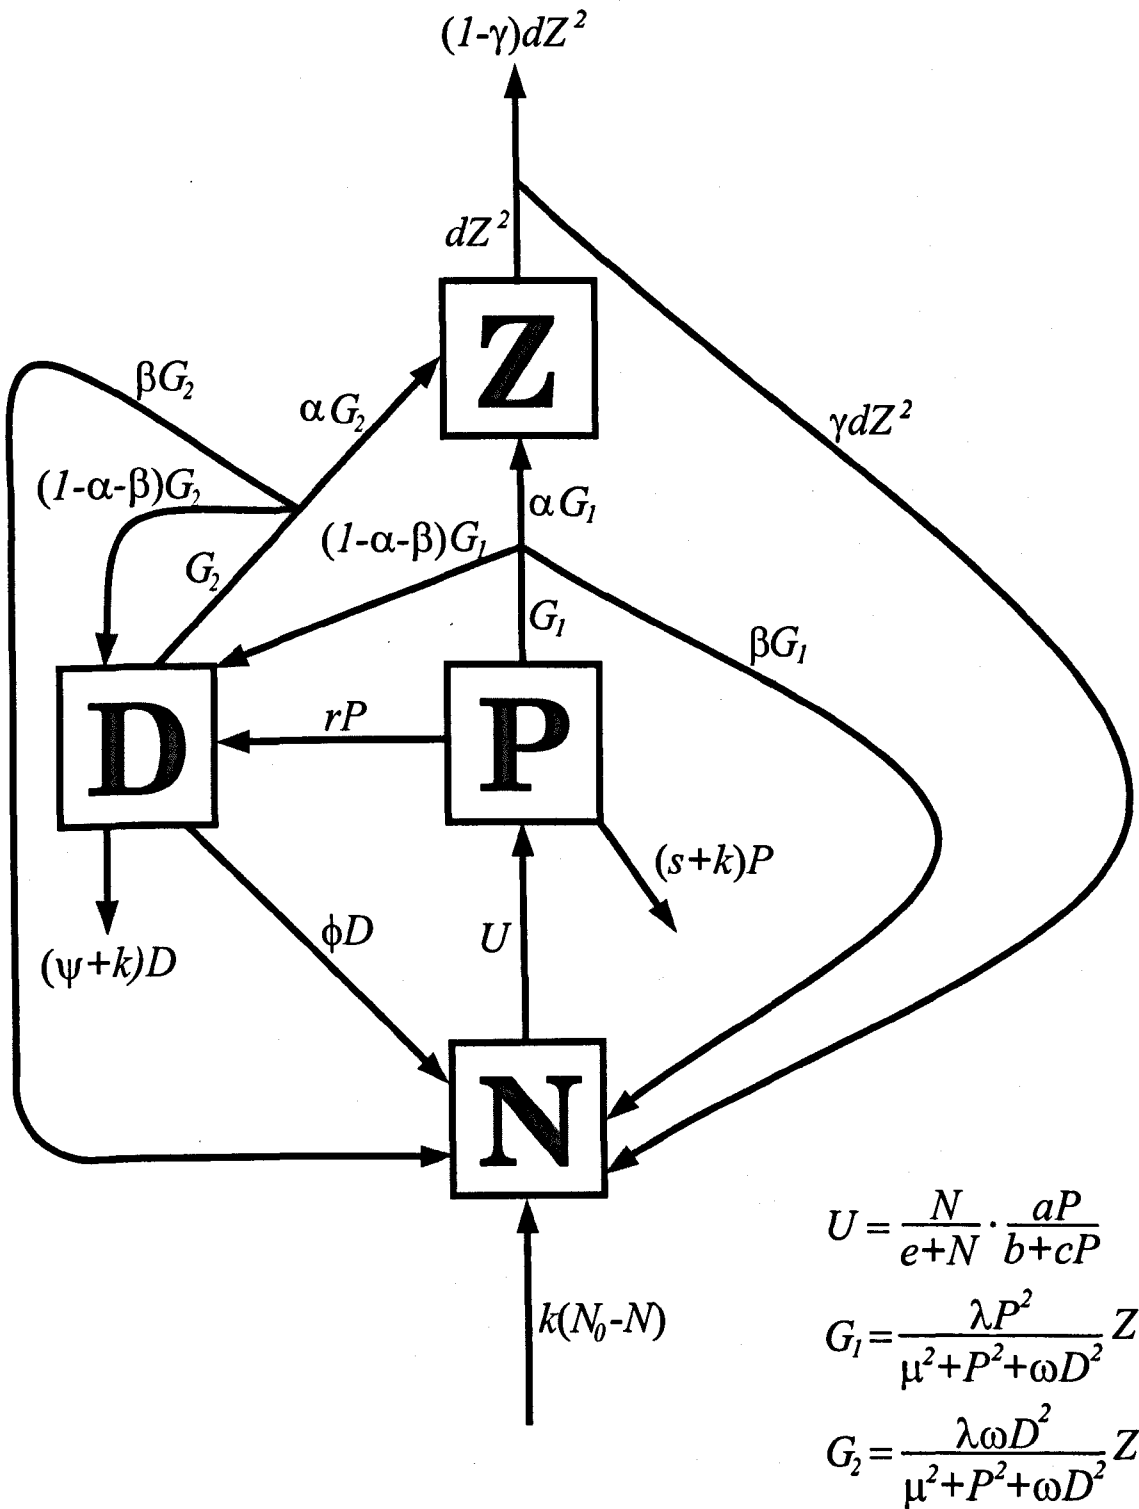 (1-γ)dZ²
dZ²
Z
βG₂
αG₂
γdZ²
(1-α-β)G₂
αG₁
(1-α-β)G₁
G₂
G₁
βG₁
D
rP
P
(s+k)P
U
ϕD
(ψ+k)D
N
U = N/(e+N) · aP/(b+cP)
k(N₀-N)
G₁ = λP²/(μ²+P²+ωD²) Z
G₂ = λωD²/(μ²+P²+ωD²) Z